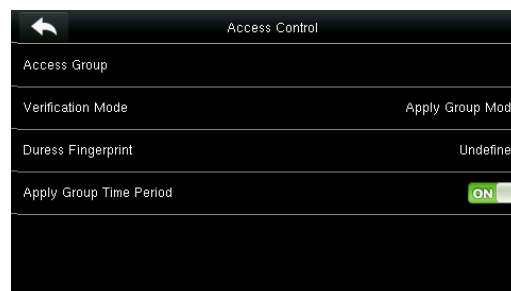 Access Control
Access Group
Verification Mode Apply Group Mod
Duress Fingerprint Undefine
Apply Group Time Period ON